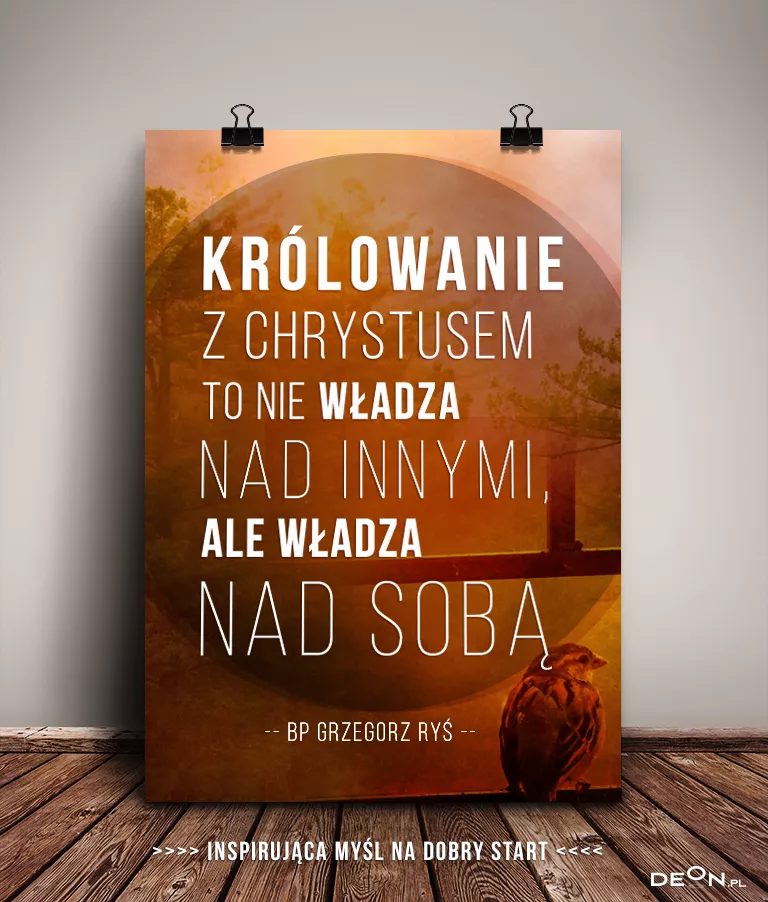 KRÓLOWANIE
Z CHRYSTUSEM
TO NIE WŁADZA
NAD INNYMI,
ALE WŁADZA
NAD SOBĄ
-- BP GRZEGORZ RYŚ --
>>>> INSPIRUJĄCA MYŚL NA DOBRY START <<<<
DEON.PL